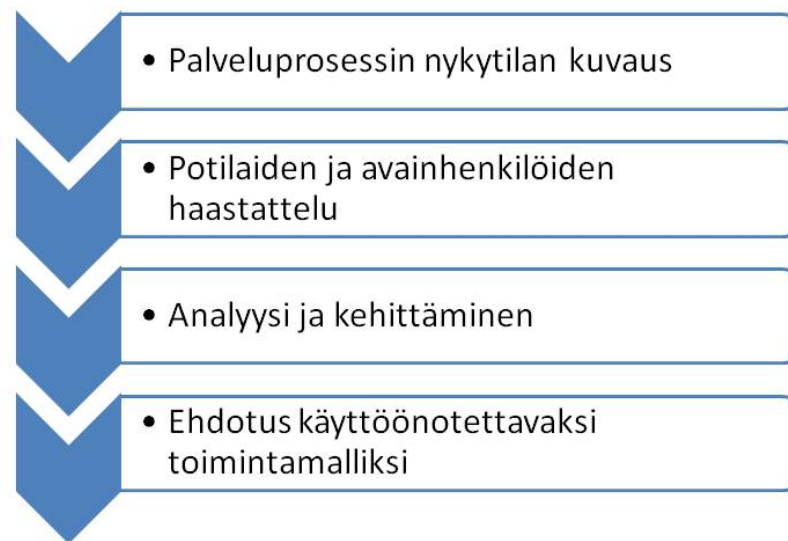 • Palveluprosessin nykytilan kuvaus
• Potilaiden ja avainhenkilöiden
haastattelu
• Analyysi ja kehittäminen
• Ehdotus käyttöönotettavaksi
toimintamalliksi